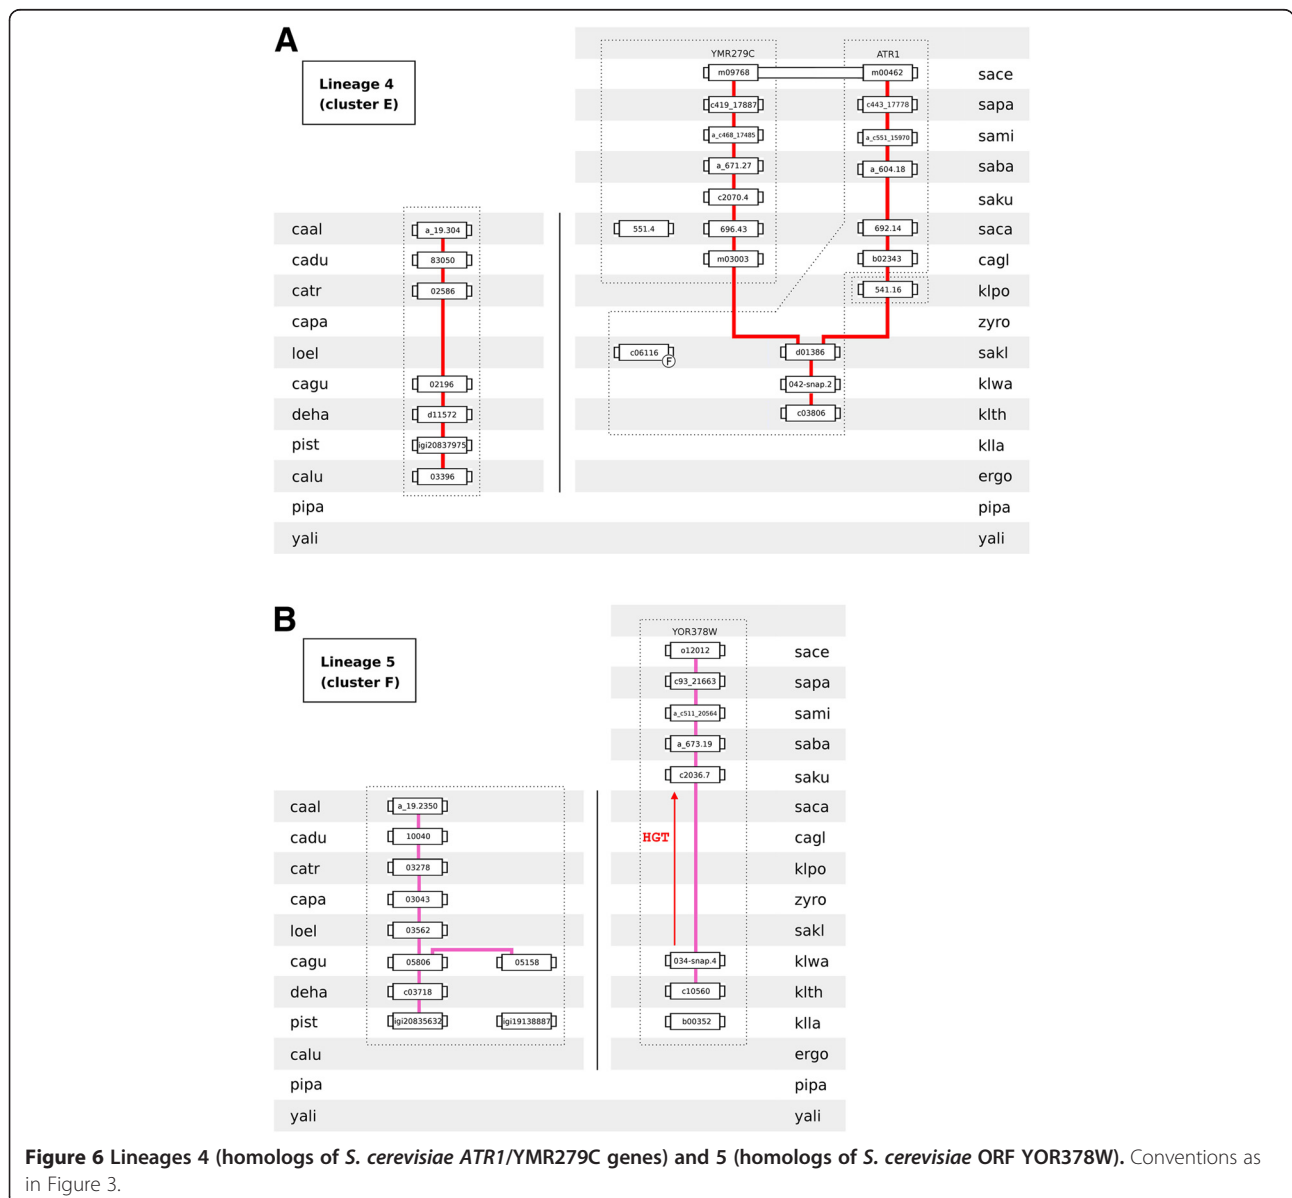 A
Lineage 4
(cluster E)
YMR279C ATR1
m09768 m00462 sace
c419_17887 c443_17778 sapa
a_c468_17485 a_c551_15970 sami
a_671.27 a_604.18 saba
c2070.4 saku
caal a_19.304 551.4 696.43 692.14 saca
cadu 83050 m03003 b02343 cagl
catr 02586 541.16 klpo
capa zyro
loel c06116 F d01386 sakl
cagu 02196 042-snap.2 klwa
deha d11572 c03806 klth
pist igi20837975 klla
calu 03396 ergo
pipa pipa
yali yali
B
Lineage 5
(cluster F)
YOR378W
o12012 sace
c93_21663 sapa
a_c511_20564 sami
a_673.19 saba
c2036.7 saku
caal a_19.2350 saca
cadu 10040 HGT cagl
catr 03278 klpo
capa 03043 zyro
loel 03562 sakl
cagu 05806 05158 034-snap.4 klwa
deha c03718 c10560 klth
pist igi20835632 igi19138887 b00352 klla
calu ergo
pipa pipa
yali yali
Figure 6 Lineages 4 (homologs of S. cerevisiae ATR1/YMR279C genes) and 5 (homologs of S. cerevisiae ORF YOR378W). Conventions as
in Figure 3.